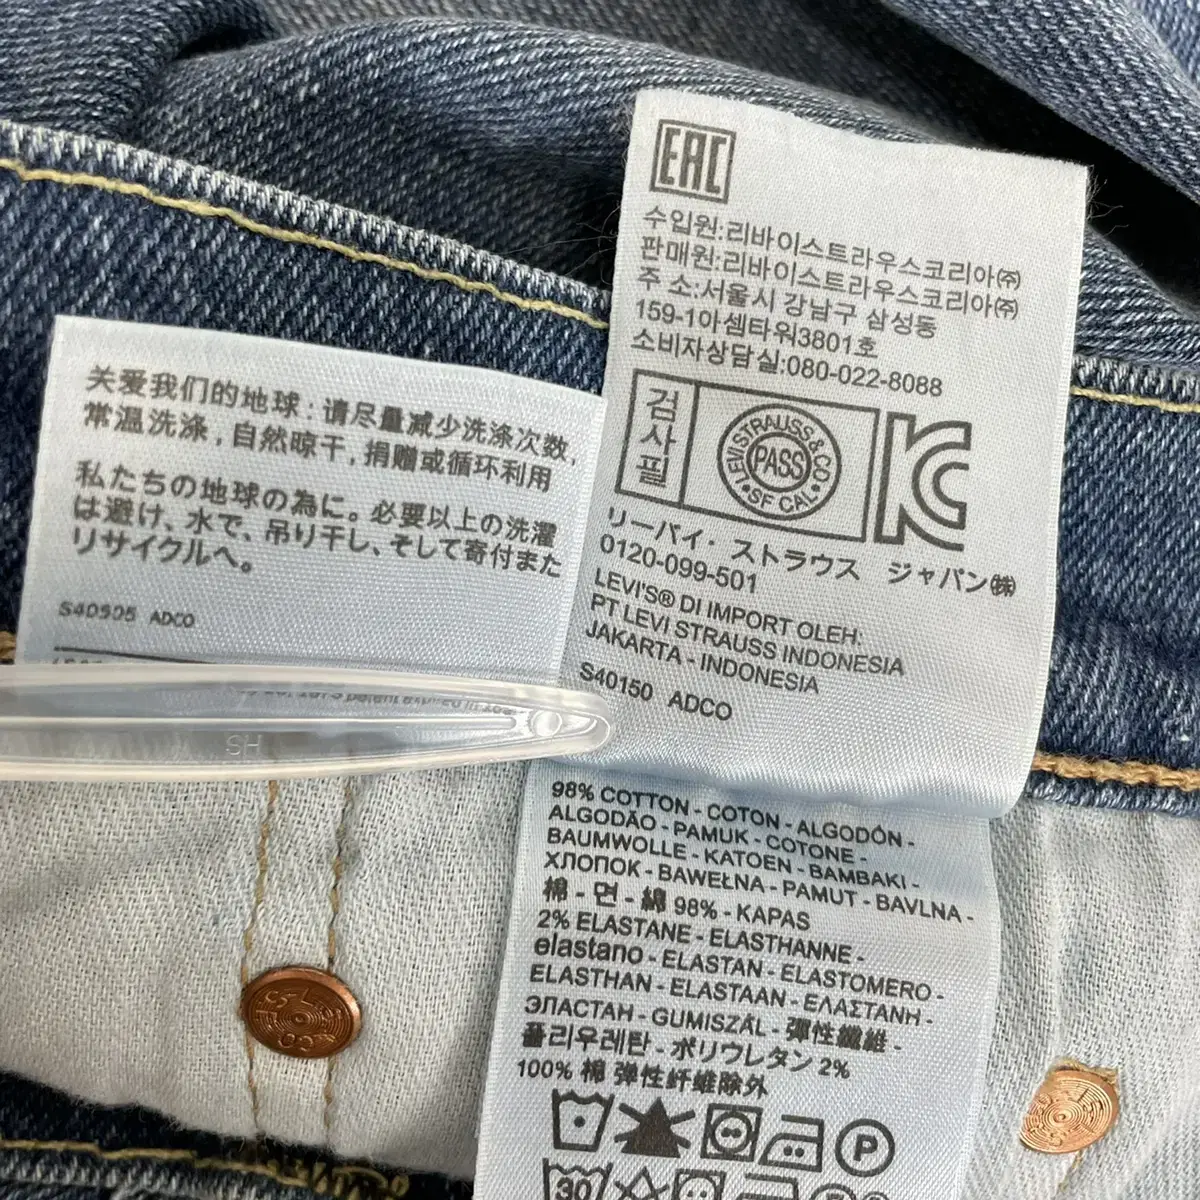 EAC
수입원:리바이스트라우스코리아(주)
판매원:리바이스트라우스코리아(주)
주 소:서울시 강남구 삼성동
159-1아셈타워3801호
소비자상담실:080-022-8088
검사필
LEVI STRAUSS & CO
PASS
SF CAL
KC
リーバイ・ストラウス ジャパン㈱
0120-099-501
LEVI'S® DI IMPORT OLEH:
PT LEVI STRAUSS INDONESIA
JAKARTA - INDONESIA
S40150 ADCO
关爱我们的地球:请尽量减少洗涤次数,
常温洗涤,自然晾干,捐赠或循环利用
私たちの地球の為に。必要以上の洗濯
は避け、水で、吊り干し、そして寄付また
リサイクルへ。
S40505 ADCO
HS
98% COTTON - COTON - ALGODÓN -
ALGODÃO - PAMUK - COTONE -
BAUMWOLLE - KATOEN - BAMBAKI -
ХЛОПОК - BAWEŁNA - PAMUT - BAVLNA -
棉 - 면 - 綿 98% - KAPAS
2% ELASTANE - ELASTHANNE -
elastano - ELASTAN - ELASTOMERO -
ELASTHAN - ELASTAAN - ΕΛΑΣΤΑΝΗ -
ЭЛАСТАН - GUMISZÁL - 彈性纖維 -
폴리우레탄 - ポリウレタン 2%
100% 棉 弹性纤维除外
P
30